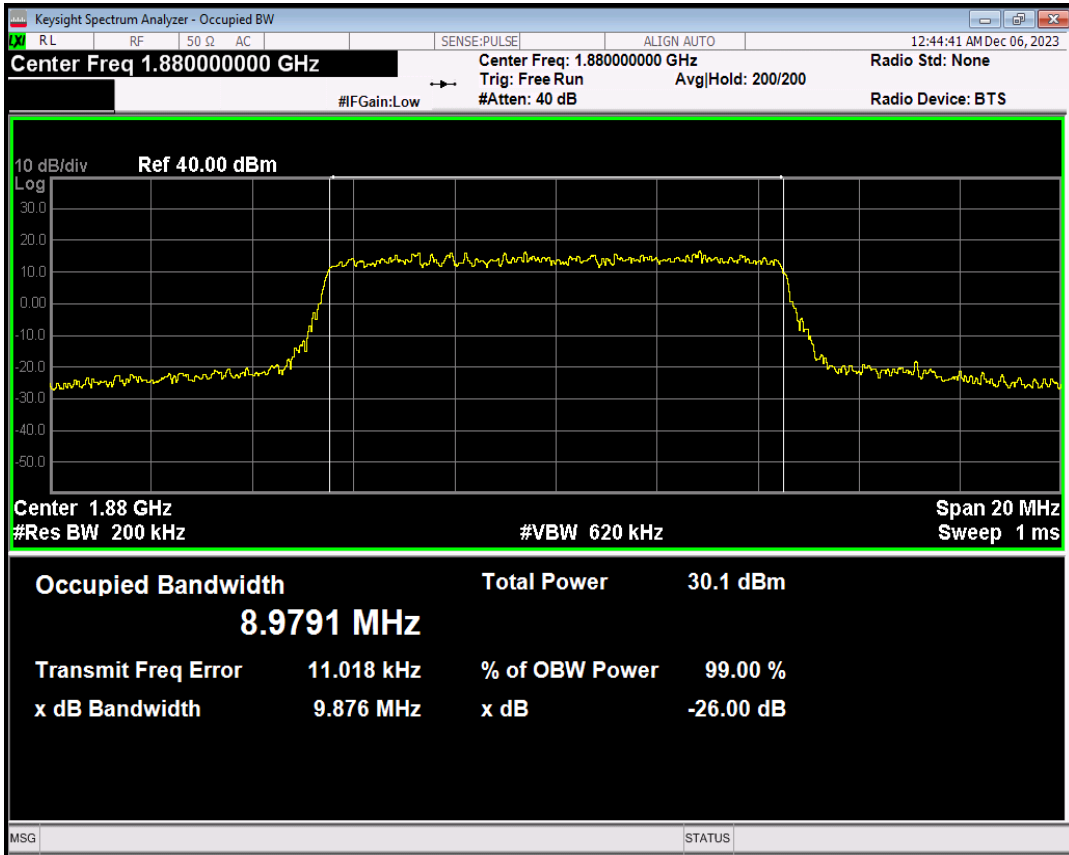 Keysight Spectrum Analyzer - Occupied BW
LXI RL RF 50 Ω AC SENSE:PULSE ALIGN AUTO 12:44:41 AM Dec 06, 2023
Center Freq 1.880000000 GHz
Center Freq: 1.880000000 GHz
Radio Std: None
Trig: Free Run Avg|Hold: 200/200
#IFGain:Low #Atten: 40 dB Radio Device: BTS
10 dB/div Ref 40.00 dBm
Log
30.0
20.0
10.0
0.00
-10.0
-20.0
-30.0
-40.0
-50.0
Center 1.88 GHz Span 20 MHz
#Res BW 200 kHz #VBW 620 kHz Sweep 1 ms
Occupied Bandwidth Total Power 30.1 dBm
8.9791 MHz
Transmit Freq Error 11.018 kHz % of OBW Power 99.00 %
x dB Bandwidth 9.876 MHz x dB -26.00 dB
MSG STATUS